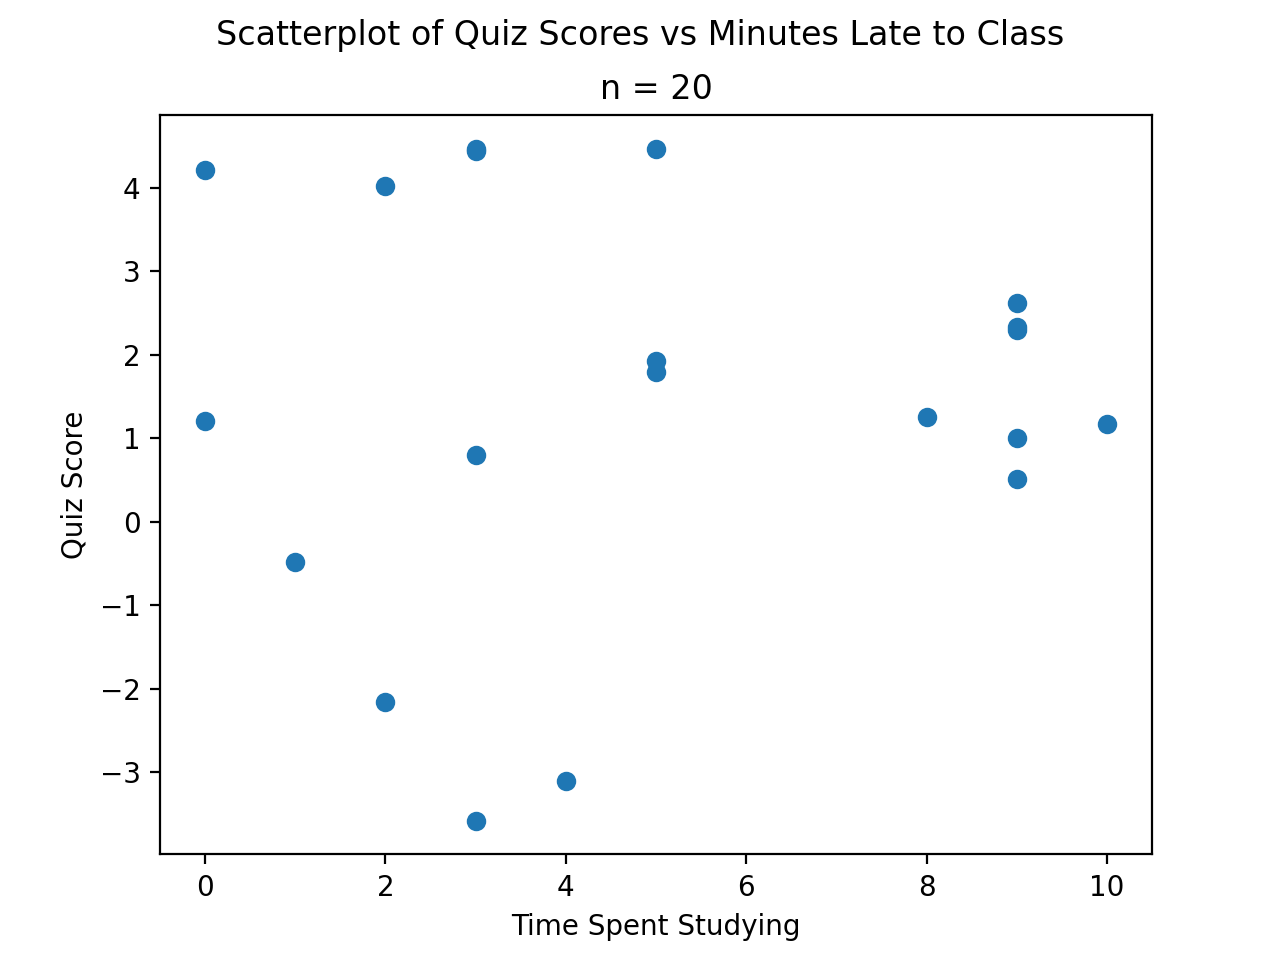 Scatterplot of Quiz Scores vs Minutes Late to Class
n = 20
4
3
2
1
0
−1
−2
−3
Quiz Score
0 2 4 6 8 10
Time Spent Studying